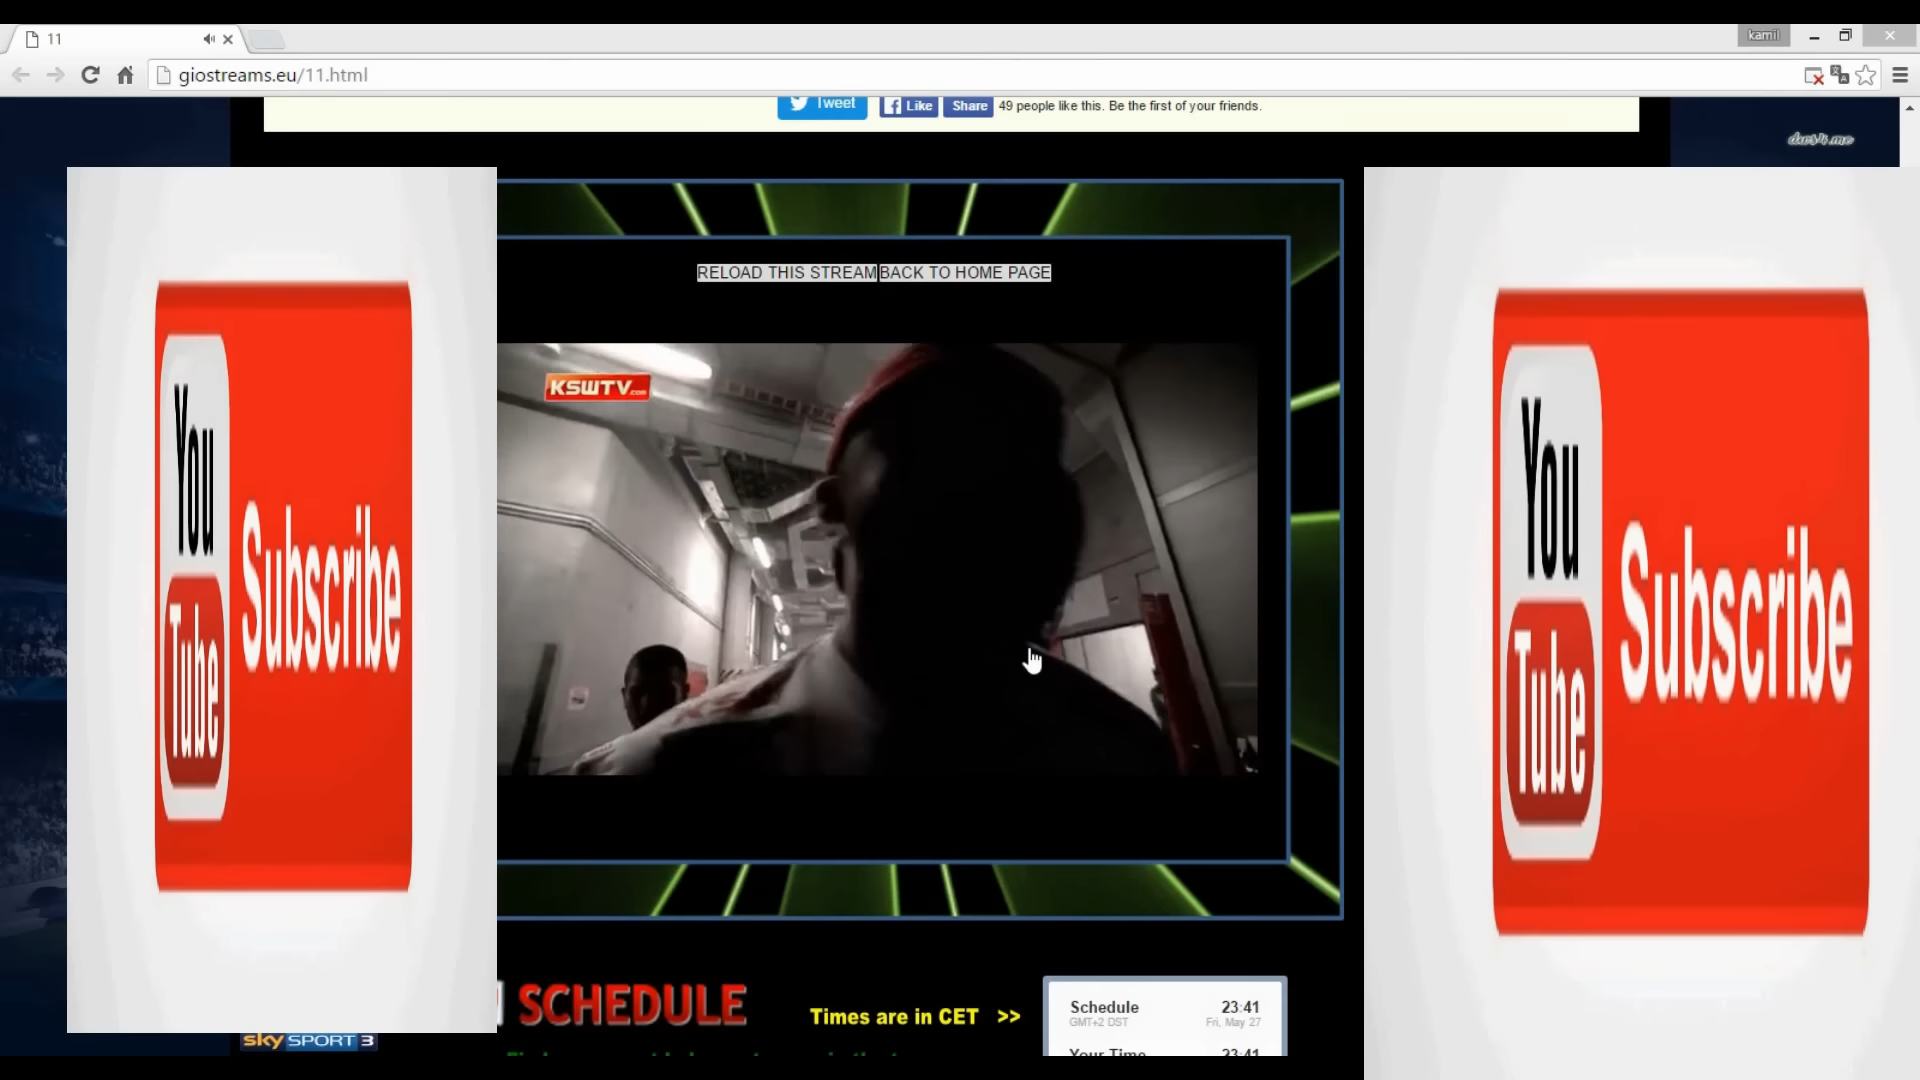 11
kamil
giostreams.eu/11.html
Tweet
Like
Share
49 people like this. Be the first of your friends.
RELOAD THIS STREAM
BACK TO HOME PAGE
KSWTV.com
You
Tube
Subscribe
You
Tube
Subscribe
SCHEDULE
Times are in CET >>
Schedule 23:41
GMT+2 DST Fri, May 27
Your Time 23:41
sky SPORT 3